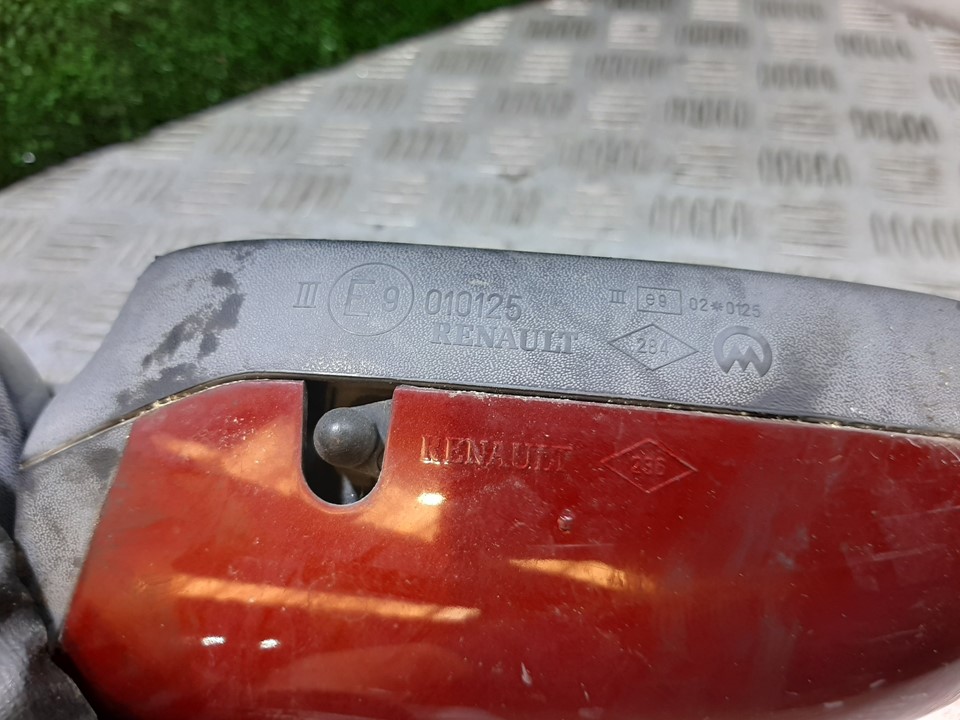 III E9 010125
RENAULT
III e9 02*0125
284
RENAULT
236